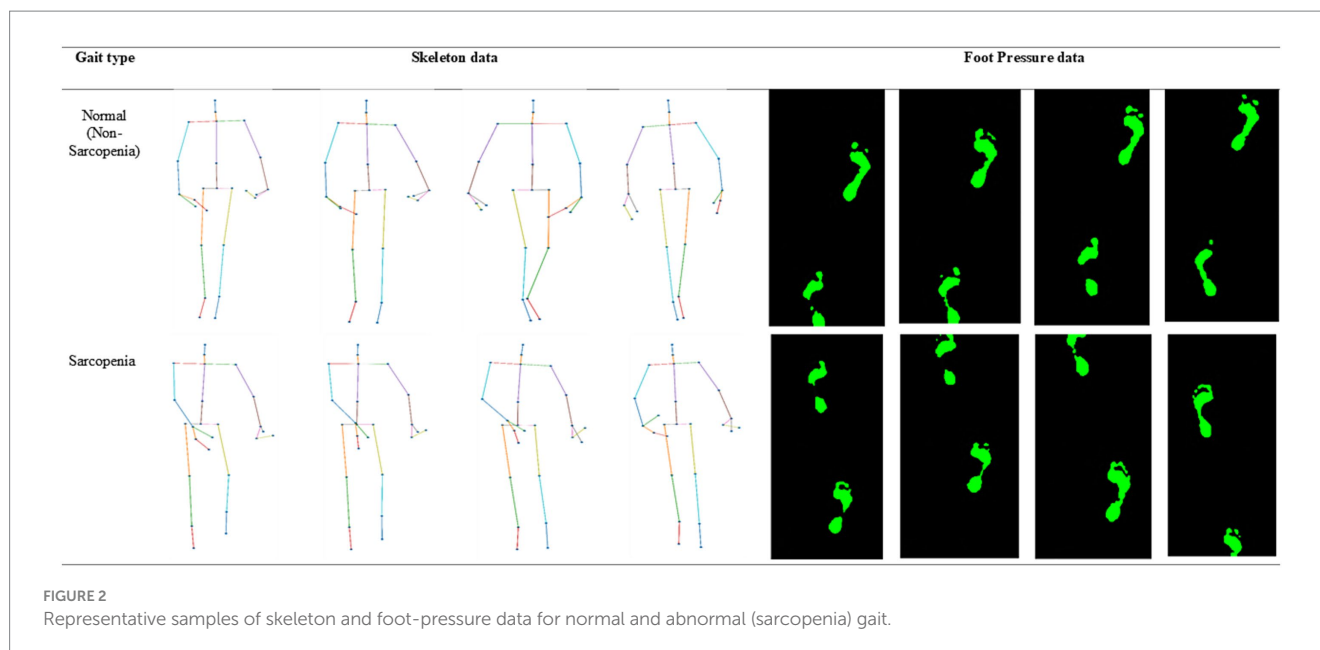 Gait type Skeleton data Foot Pressure data
Normal
(Non-
Sarcopenia)
Sarcopenia
FIGURE 2
Representative samples of skeleton and foot-pressure data for normal and abnormal (sarcopenia) gait.